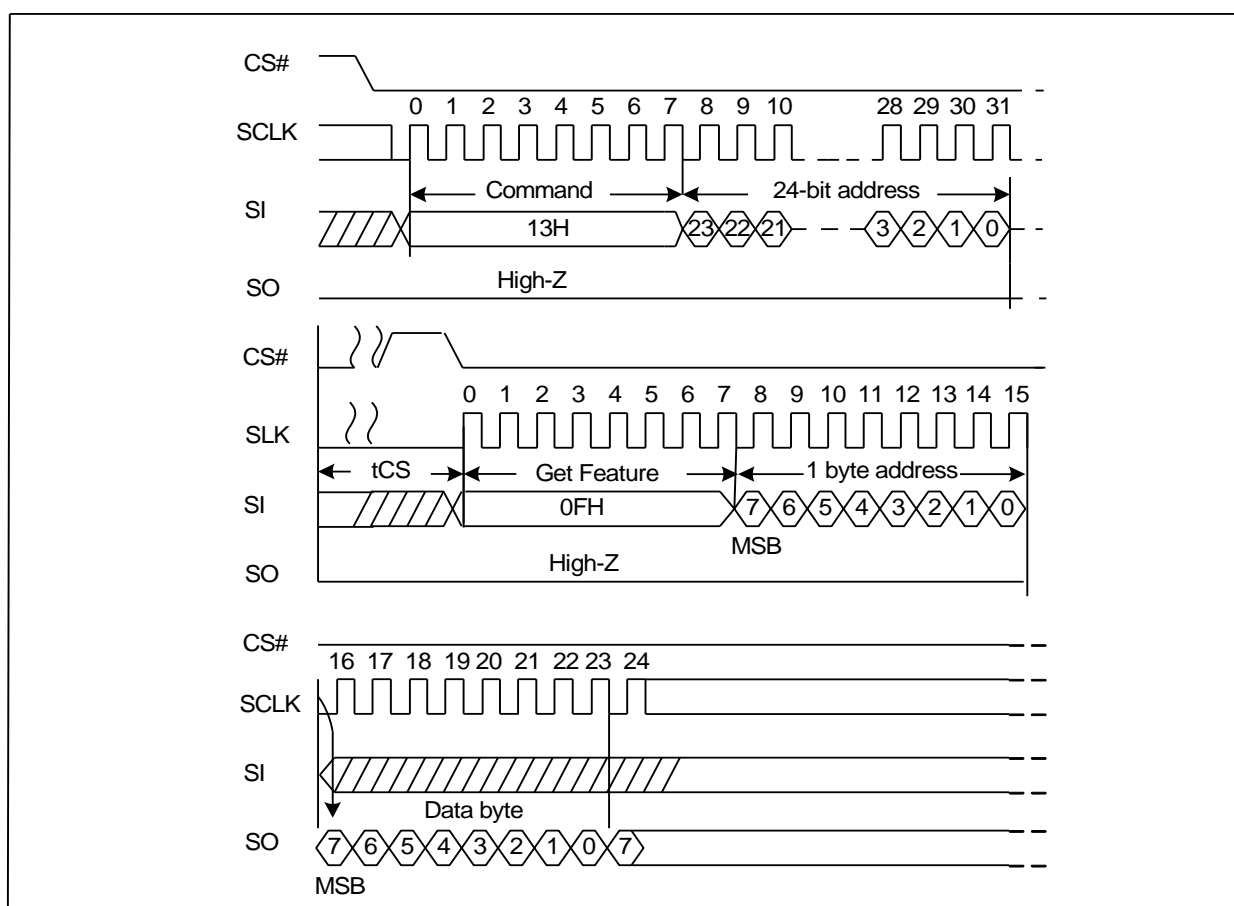 CS#
0 1 2 3 4 5 6 7 8 9 10 28 29 30 31
SCLK
Command 24-bit address
SI
13H 23 22 21 3 2 1 0
High-Z
SO
CS#
0 1 2 3 4 5 6 7 8 9 10 11 12 13 14 15
SLK
tCS Get Feature 1 byte address
SI
0FH 7 6 5 4 3 2 1 0
MSB
High-Z
SO
CS#
16 17 18 19 20 21 22 23 24
SCLK
SI
Data byte
SO
7 6 5 4 3 2 1 0 7
MSB